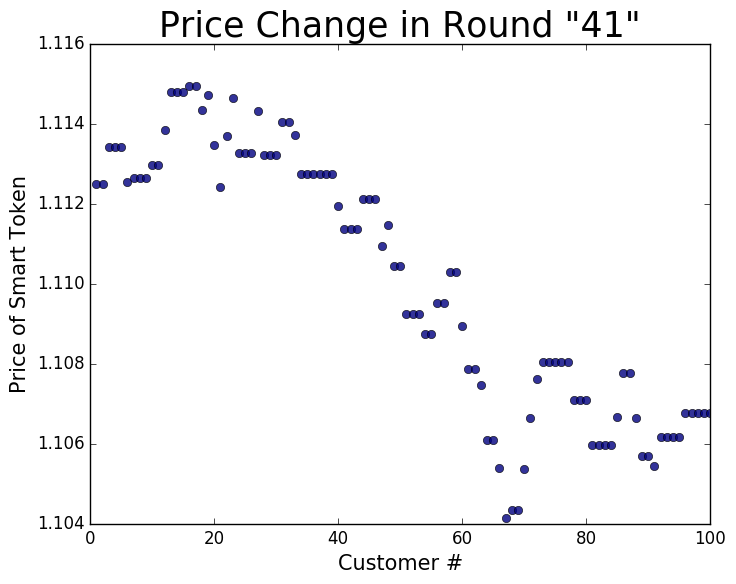 Price Change in Round "41"
1.116
1.114
1.112
1.110
1.108
1.106
1.104
Price of Smart Token
0 20 40 60 80 100
Customer #